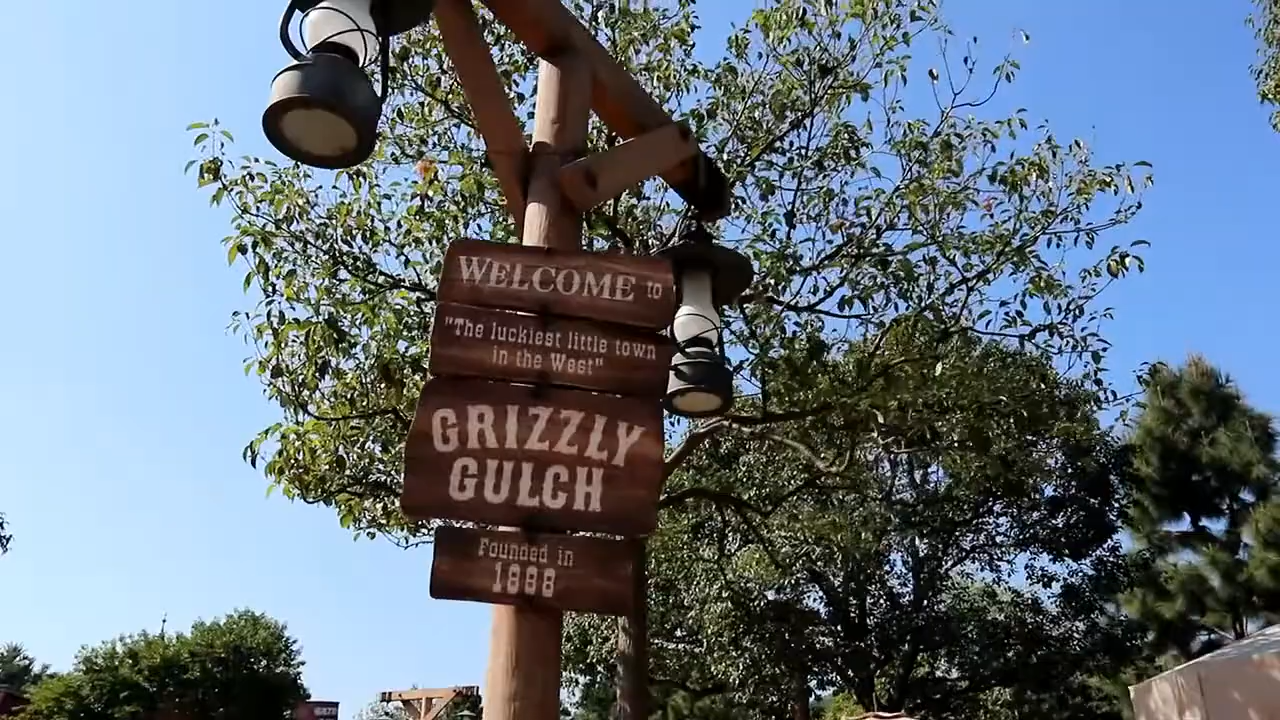 WELCOME to
"The luckiest little town
in the West"
GRIZZLY
GULCH
Founded in
1888